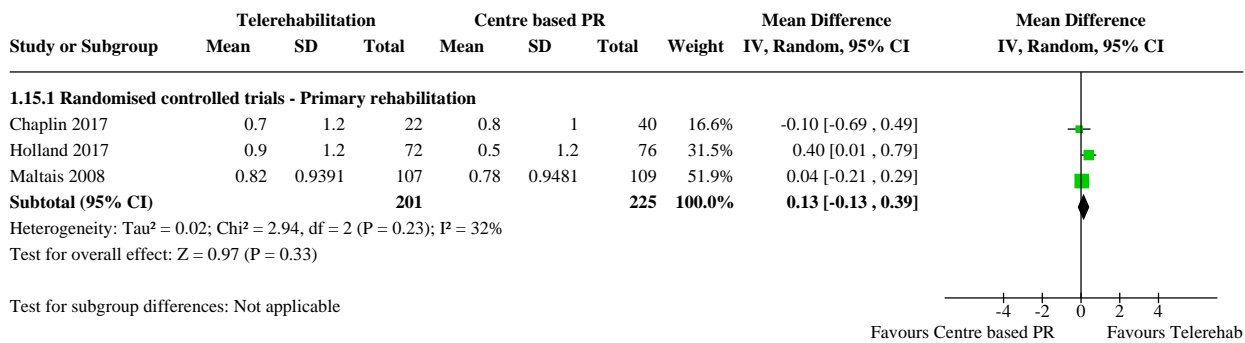 Telerehabilitation Centre based PR Mean Difference Mean Difference
Study or Subgroup Mean SD Total Mean SD Total Weight IV, Random, 95% CI IV, Random, 95% CI
1.15.1 Randomised controlled trials - Primary rehabilitation
Chaplin 2017 0.7 1.2 22 0.8 1 40 16.6% -0.10 [-0.69 , 0.49]
Holland 2017 0.9 1.2 72 0.5 1.2 76 31.5% 0.40 [0.01 , 0.79]
Maltais 2008 0.82 0.9391 107 0.78 0.9481 109 51.9% 0.04 [-0.21 , 0.29]
Subtotal (95% CI) 201 225 100.0% 0.13 [-0.13 , 0.39]
Heterogeneity: Tau² = 0.02; Chi² = 2.94, df = 2 (P = 0.23); I² = 32%
Test for overall effect: Z = 0.97 (P = 0.33)
Test for subgroup differences: Not applicable
-4 -2 0 2 4
Favours Centre based PR Favours Telerehab